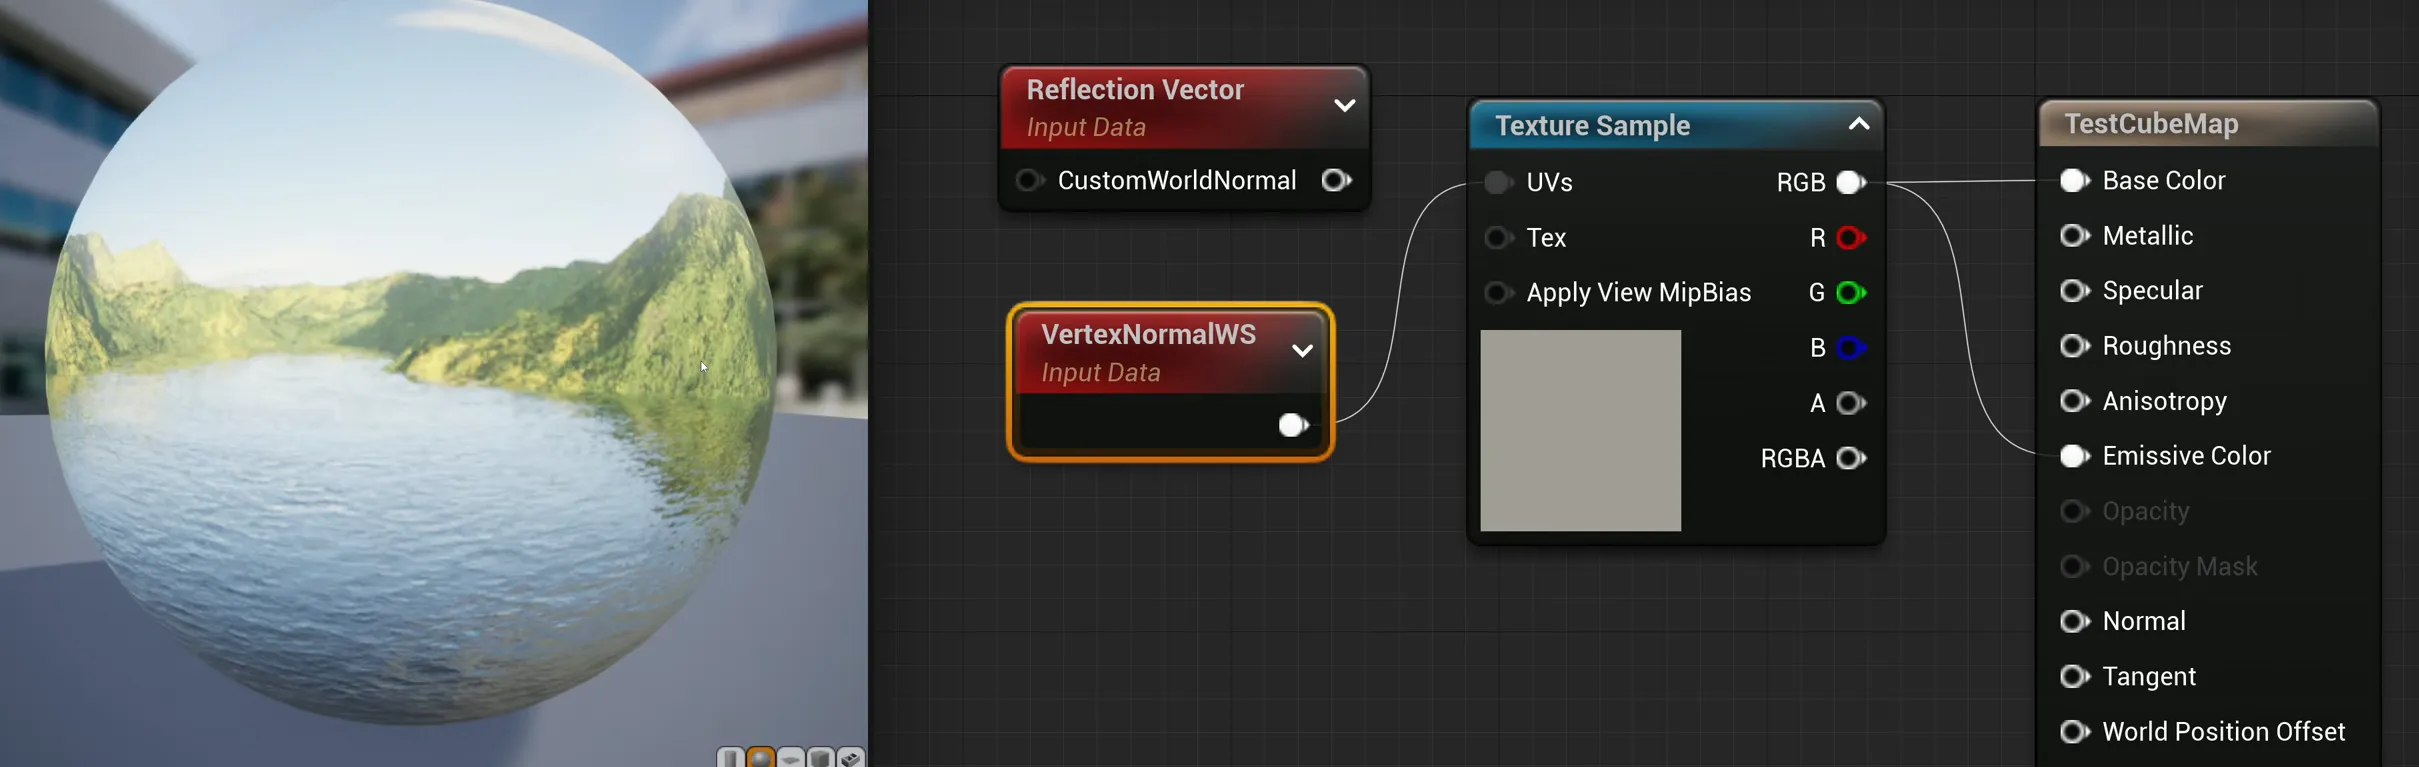 Reflection Vector
Input Data
CustomWorldNormal
VertexNormalWS
Input Data
Texture Sample
UVs
RGB
Tex
R
Apply View MipBias
G
B
A
RGBA
TestCubeMap
Base Color
Metallic
Specular
Roughness
Anisotropy
Emissive Color
Opacity
Opacity Mask
Normal
Tangent
World Position Offset